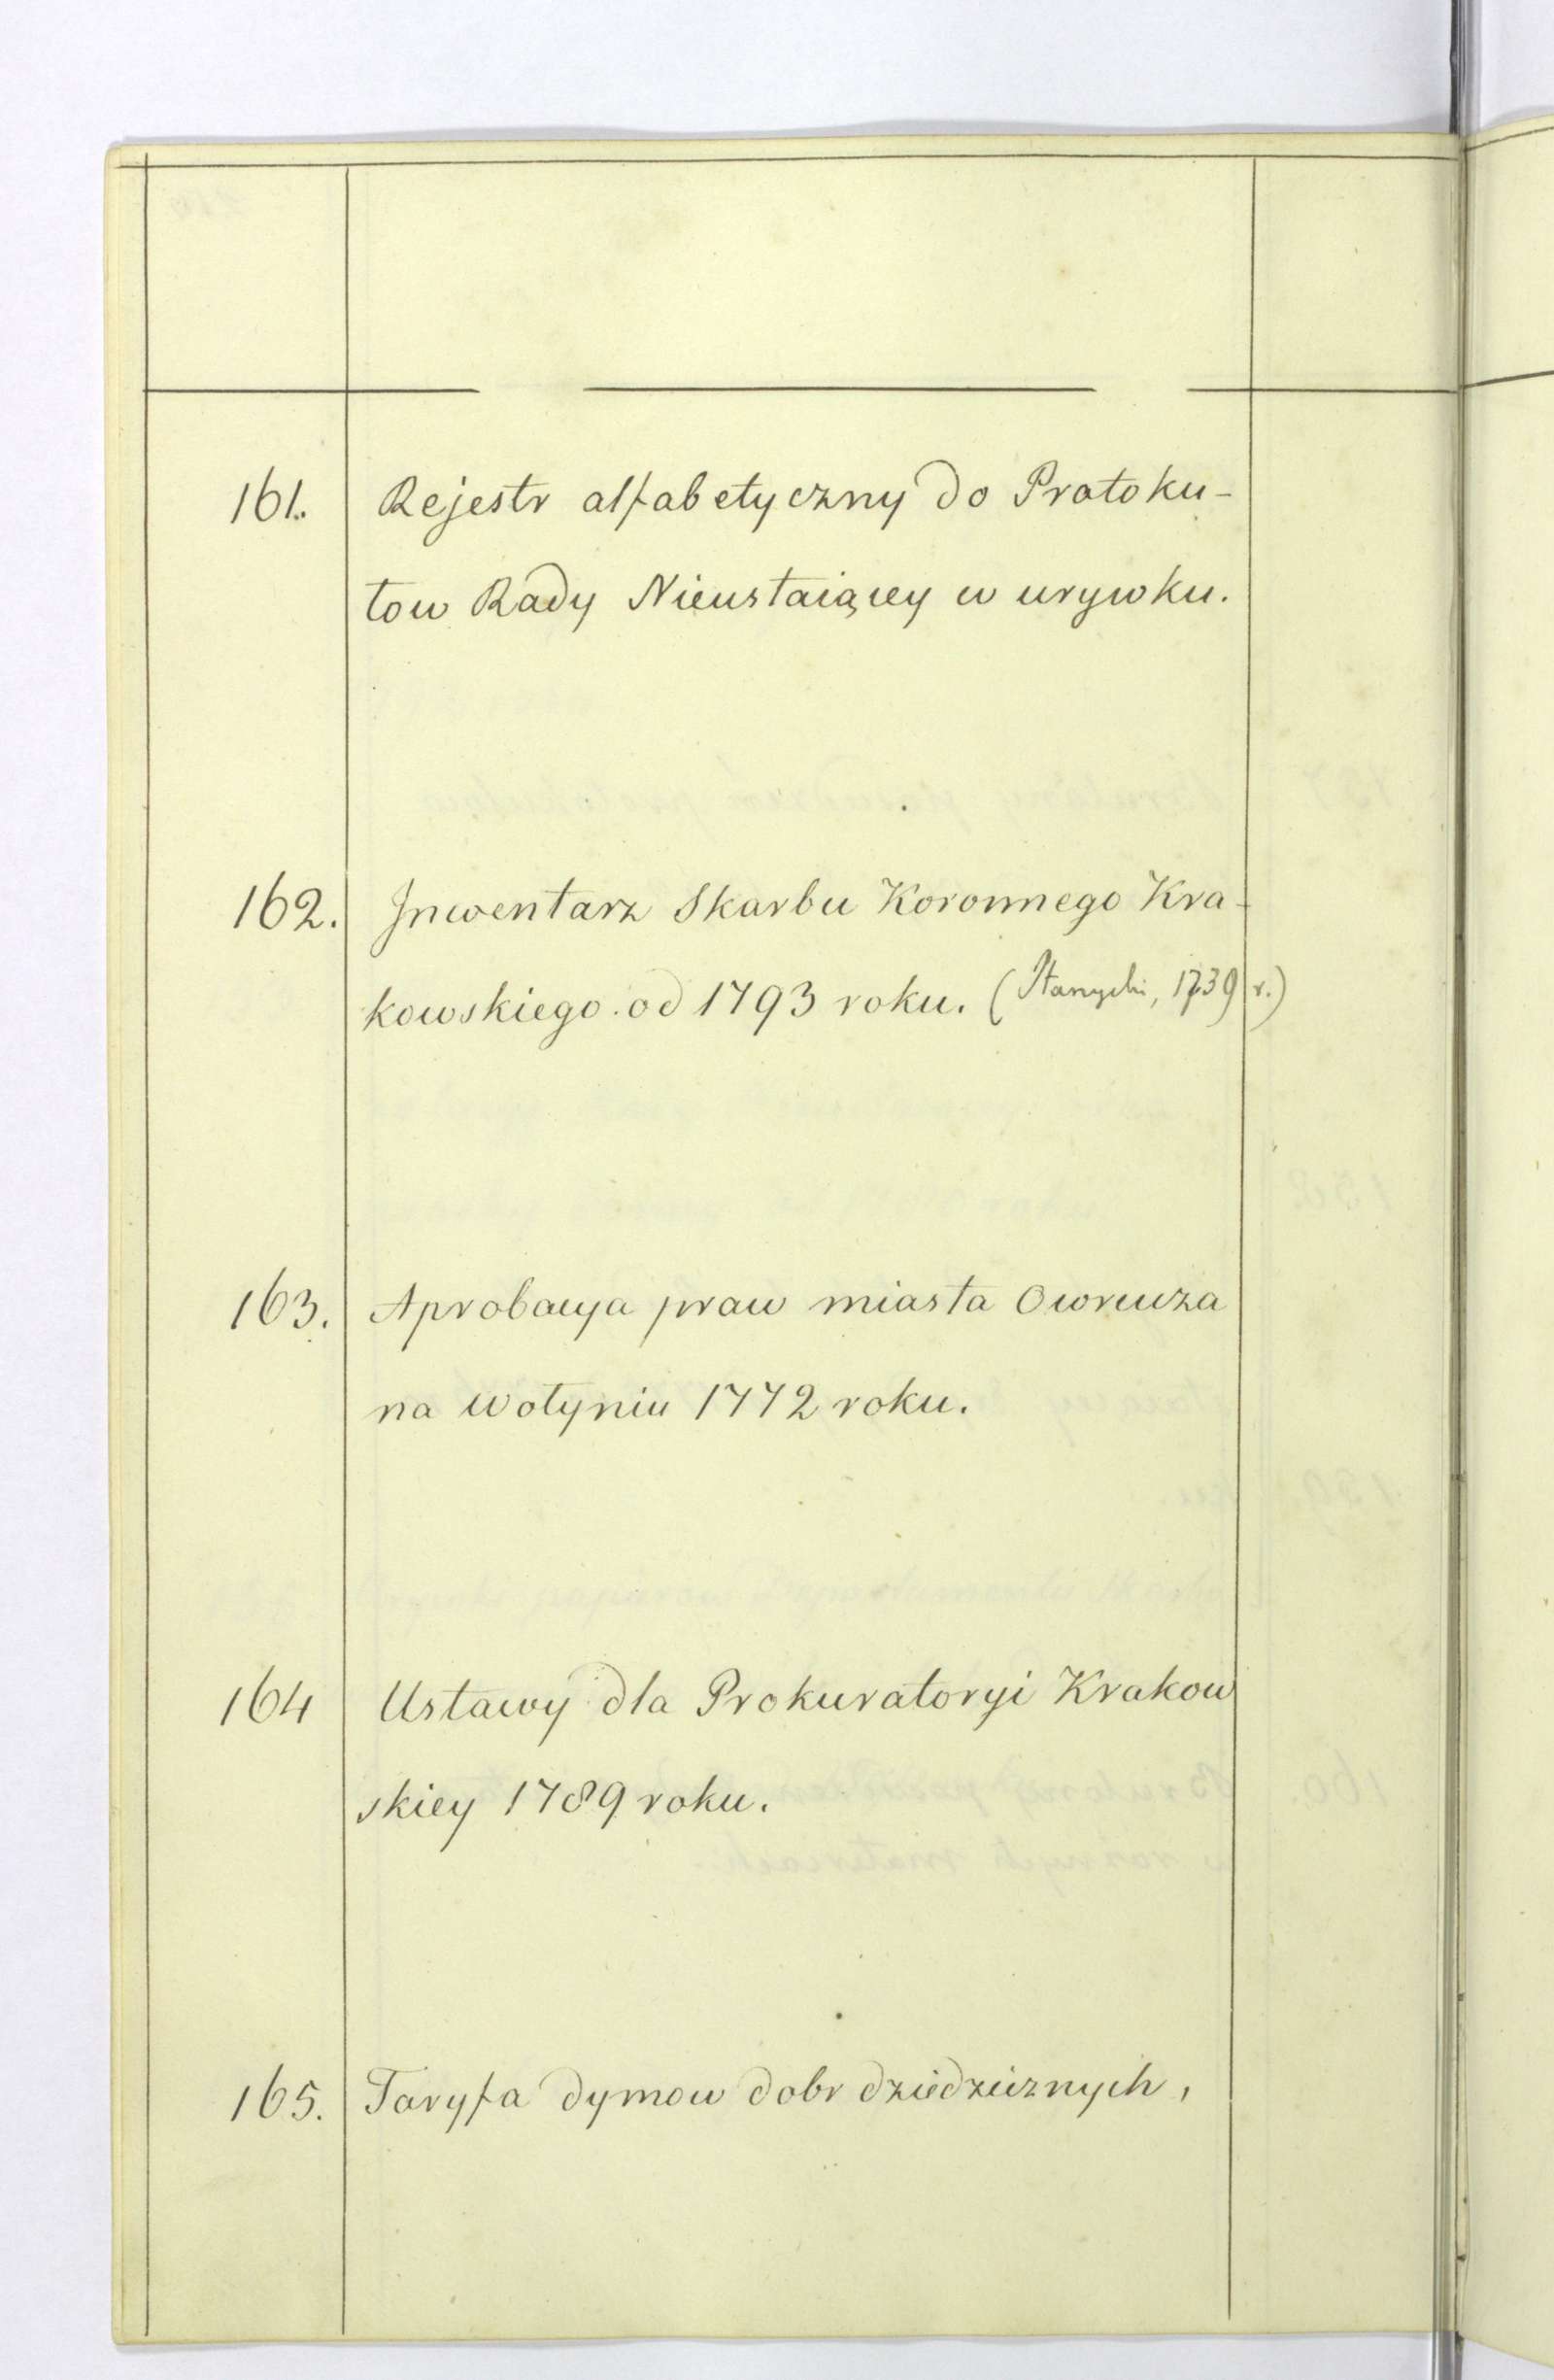 161. Rejestr alfabetyczny do Protoku-
łow Rady Nieustaiącey w urywku.
162. Inwentarz Skarbu Koronnego Kra-
kowskiego od 1793 roku. ( 1739 r.)
163. Aprobacya praw miasta Owrucza
na Wołyniu 1772 roku.
164 Ustawy dla Prokuratoryi Krakow
skiey 1789 roku.
165. Taryfa dymow dobr dziedzicznych,